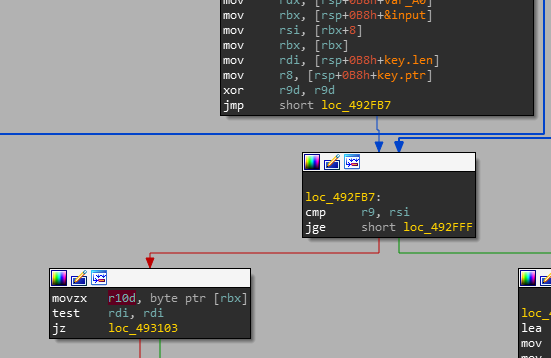 mov rdx, [rsp+0B8h+var_A0]
mov rbx, [rsp+0B8h+&input]
mov rsi, [rbx+8]
mov rbx, [rbx]
mov rdi, [rsp+0B8h+key.len]
mov r8, [rsp+0B8h+key.ptr]
xor r9d, r9d
jmp short loc_492FB7
loc_492FB7:
cmp r9, rsi
jge short loc_492FFF
movzx r10d, byte ptr [rbx]
test rdi, rdi
jz loc_493103
loc_4
lea
mov
mov